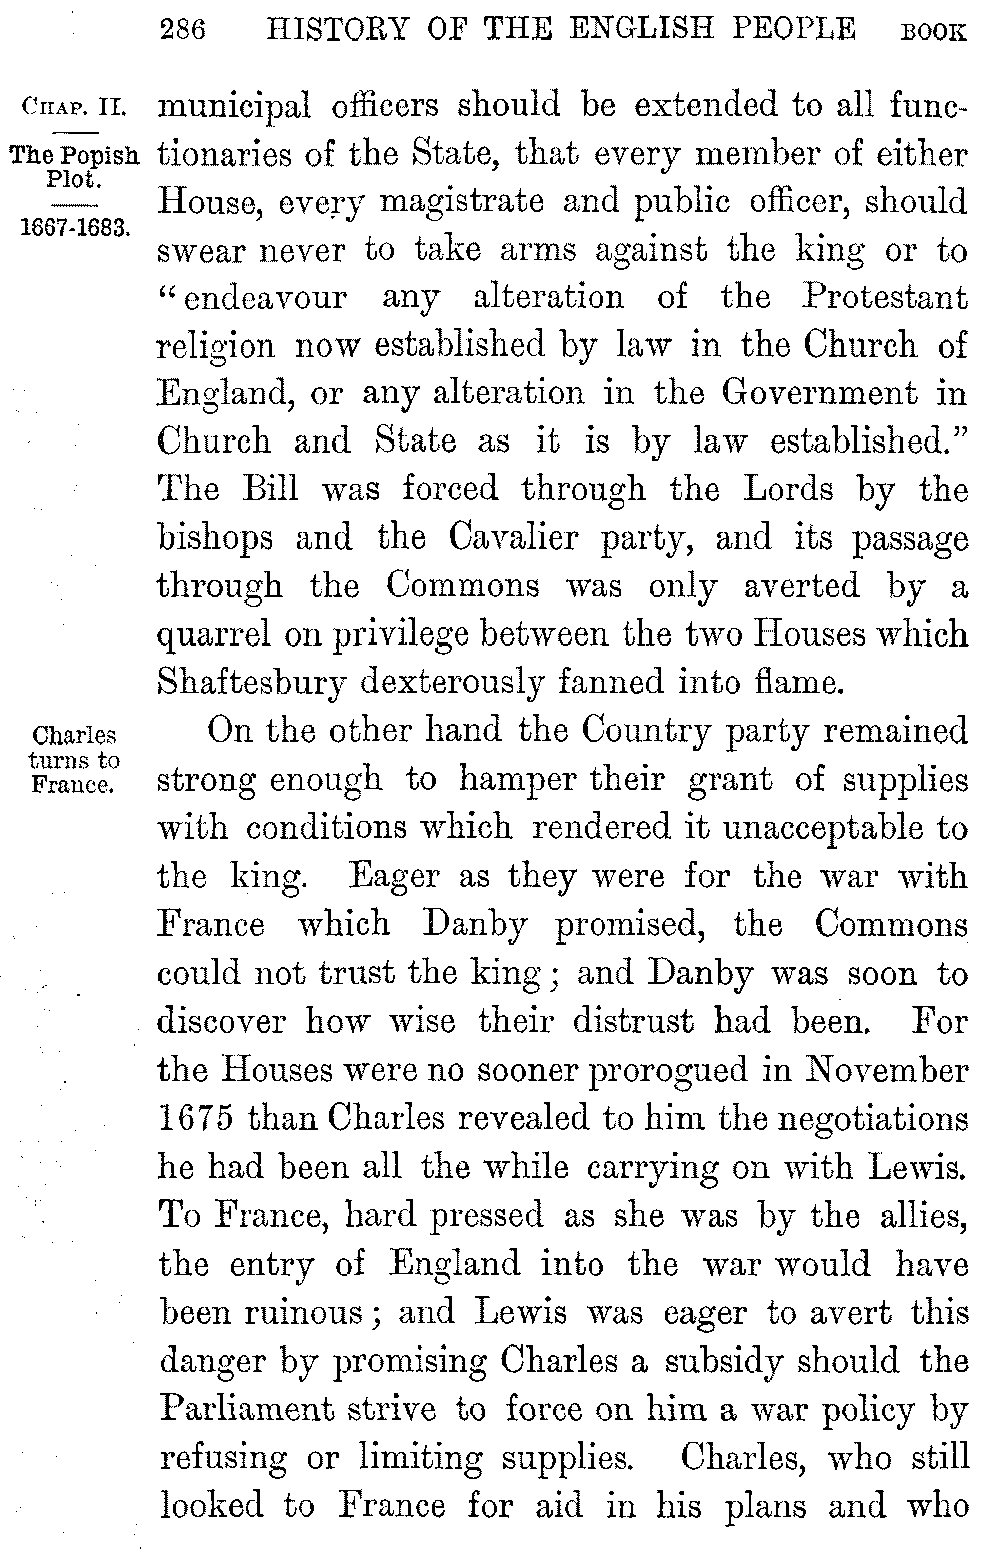 286 HISTORY OF THE ENGLISH PEOPLE BOOK
CHAP. II.
The Popish
Plot.
1667-1683.
municipal officers should be extended to all func-
tionaries of the State, that every member of either
House, every magistrate and public officer, should
swear never to take arms against the king or to
“endeavour any alteration of the Protestant
religion now established by law in the Church of
England, or any alteration in the Government in
Church and State as it is by law established.”
The Bill was forced through the Lords by the
bishops and the Cavalier party, and its passage
through the Commons was only averted by a
quarrel on privilege between the two Houses which
Shaftesbury dexterously fanned into flame.
Charles
turns to
France.
On the other hand the Country party remained
strong enough to hamper their grant of supplies
with conditions which rendered it unacceptable to
the king. Eager as they were for the war with
France which Danby promised, the Commons
could not trust the king; and Danby was soon to
discover how wise their distrust had been. For
the Houses were no sooner prorogued in November
1675 than Charles revealed to him the negotiations
he had been all the while carrying on with Lewis.
To France, hard pressed as she was by the allies,
the entry of England into the war would have
been ruinous; and Lewis was eager to avert this
danger by promising Charles a subsidy should the
Parliament strive to force on him a war policy by
refusing or limiting supplies. Charles, who still
looked to France for aid in his plans and who